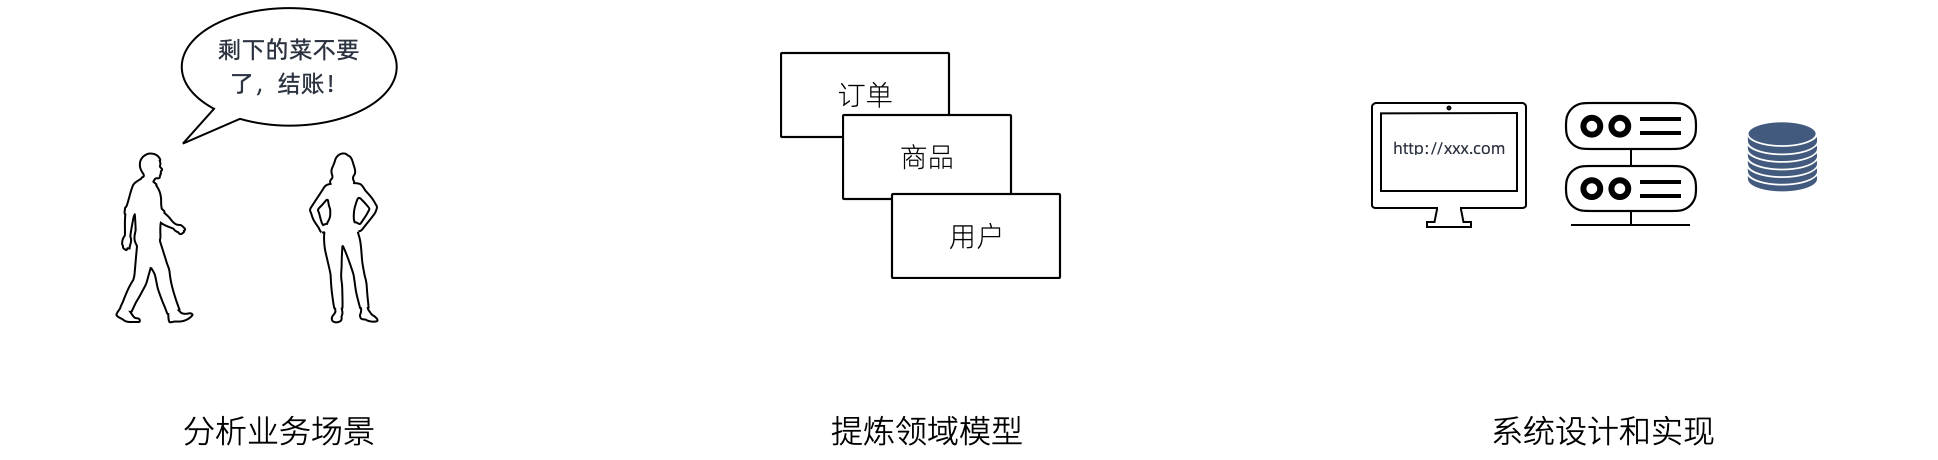 剩下的菜不要
了，结账！
订单
商品
用户
http://xxx.com
分析业务场景
提炼领域模型
系统设计和实现